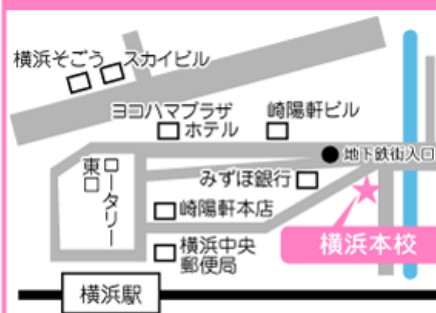 横浜そごう
スカイビル
ヨコハマプラザ
ホテル
崎陽軒ビル
地下鉄街入口
東口
ロータリー
みずほ銀行
崎陽軒本店
横浜本校
横浜中央
郵便局
横浜駅